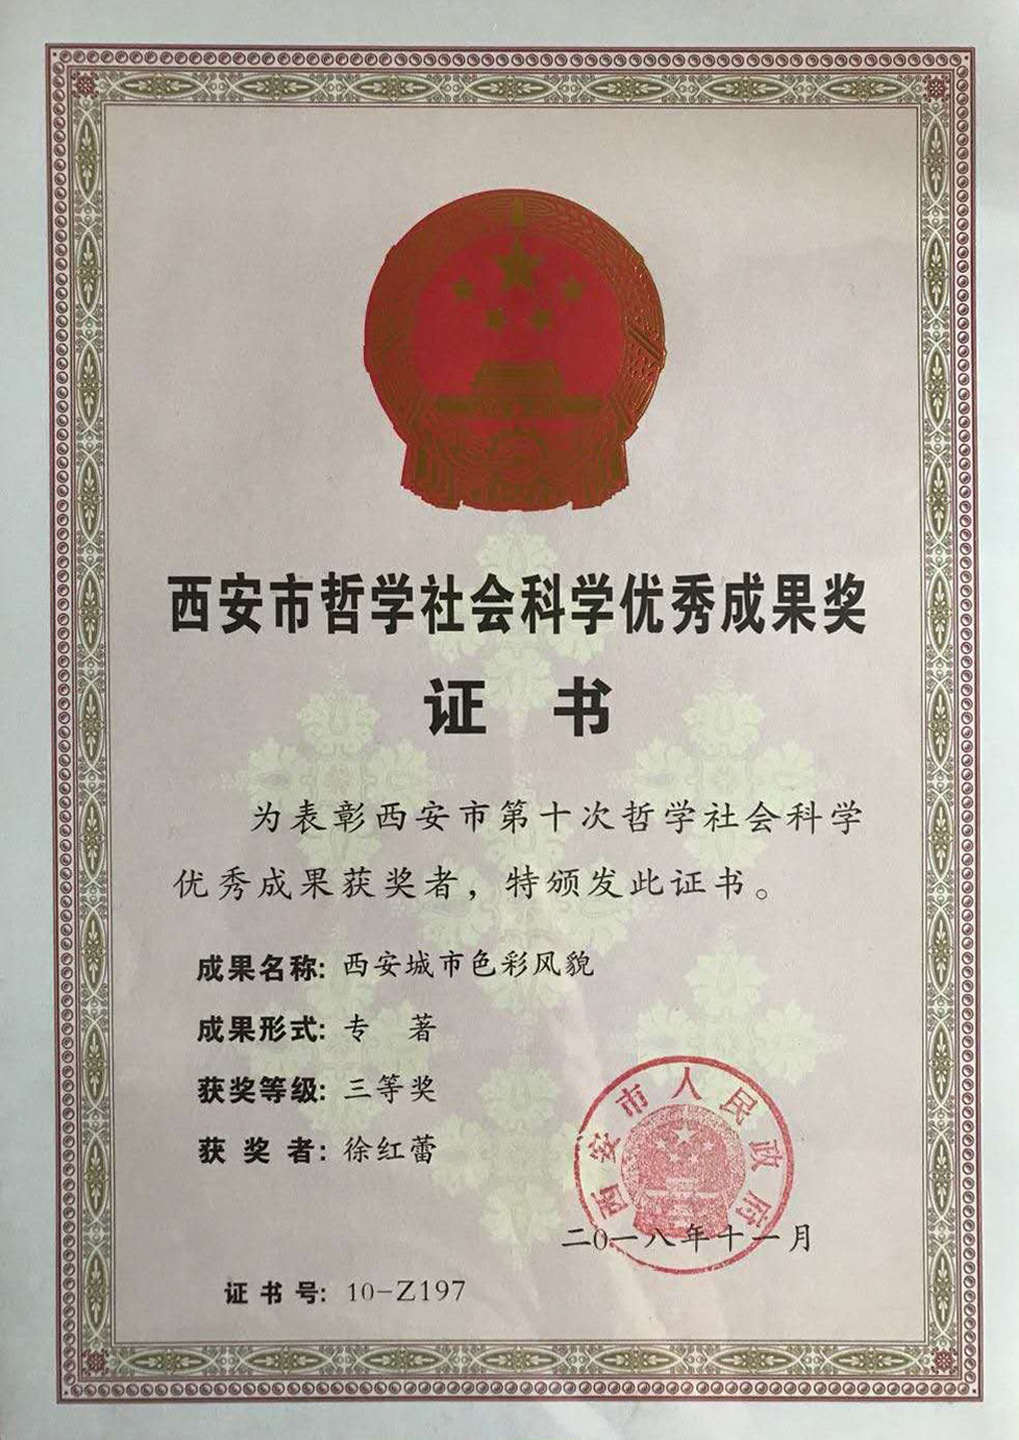 西安市哲学社会科学优秀成果奖
证 书
为表彰西安市第十次哲学社会科学
优秀成果获奖者，特颁发此证书。
成果名称: 西安城市色彩风貌
成果形式: 专 著
获奖等级: 三等奖
获 奖 者: 徐红蕾
西安市人民政府
二〇一八年十一月
证 书 号: 10-Z197